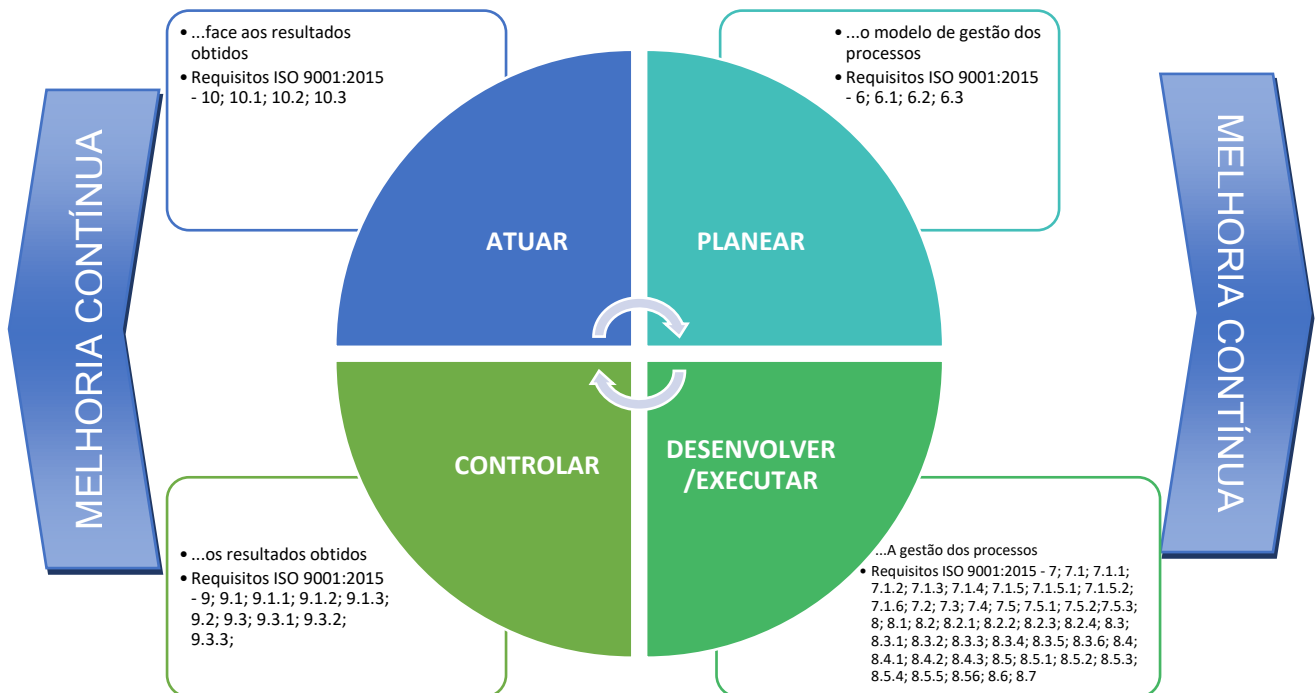 MELHORIA CONTÍNUA
• ...face aos resultados
obtidos
• Requisitos ISO 9001:2015
- 10; 10.1; 10.2; 10.3
• ...o modelo de gestão dos
processos
• Requisitos ISO 9001:2015
- 6; 6.1; 6.2; 6.3
MELHORIA CONTÍNUA
ATUAR
PLANEAR
CONTROLAR
DESENVOLVER
/EXECUTAR
• ...os resultados obtidos
• Requisitos ISO 9001:2015
- 9; 9.1; 9.1.1; 9.1.2; 9.1.3;
9.2; 9.3; 9.3.1; 9.3.2;
9.3.3;
...A gestão dos processos
• Requisitos ISO 9001:2015 - 7; 7.1; 7.1.1;
7.1.2; 7.1.3; 7.1.4; 7.1.5; 7.1.5.1; 7.1.5.2;
7.1.6; 7.2; 7.3; 7.4; 7.5; 7.5.1; 7.5.2;7.5.3;
8; 8.1; 8.2; 8.2.1; 8.2.2; 8.2.3; 8.2.4; 8.3;
8.3.1; 8.3.2; 8.3.3; 8.3.4; 8.3.5; 8.3.6; 8.4;
8.4.1; 8.4.2; 8.4.3; 8.5; 8.5.1; 8.5.2; 8.5.3;
8.5.4; 8.5.5; 8.56; 8.6; 8.7